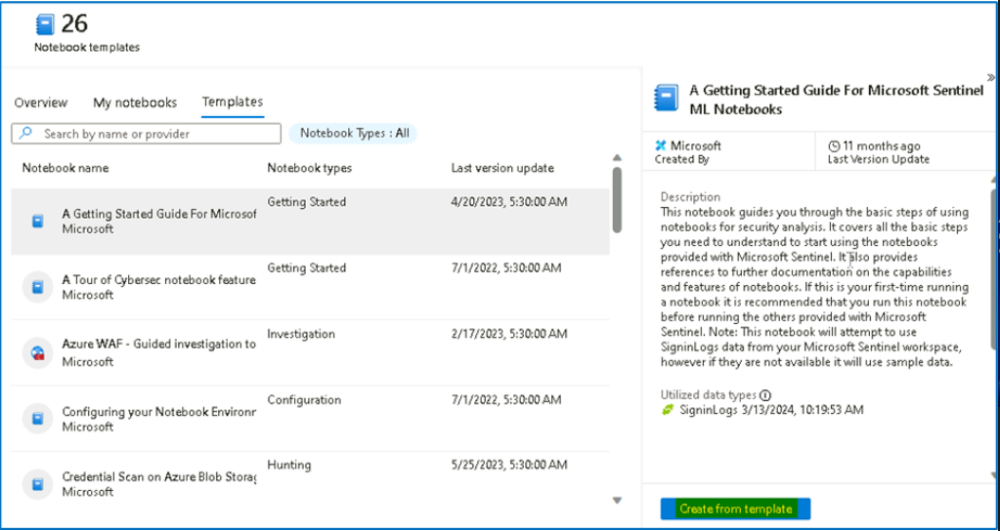 26
Notebook templates
Overview My notebooks Templates
Search by name or provider
Notebook Types : All
Notebook name Notebook types Last version update
A Getting Started Guide For Microsof Getting Started 4/20/2023, 5:30:00 AM
Microsoft
A Tour of Cybersec notebook feature Getting Started 7/1/2022, 5:30:00 AM
Microsoft
Azure WAF - Guided investigation to Investigation 2/17/2023, 5:30:00 AM
Microsoft
Configuring your Notebook Environr Configuration 7/1/2022, 5:30:00 AM
Microsoft
Credential Scan on Azure Blob Storag Hunting 5/25/2023, 5:30:00 AM
Microsoft
»
A Getting Started Guide For Microsoft Sentinel
ML Notebooks
Microsoft
Created By
11 months ago
Last Version Update
Description
This notebook guides you through the basic steps of using
notebooks for security analysis. It covers all the basic steps
you need to understand to start using the notebooks
provided with Microsoft Sentinel. It also provides
references to further documentation on the capabilities
and features of notebooks. If this is your first-time running
a notebook it is recommended that you run this notebook
before running the others provided with Microsoft
Sentinel. Note: This notebook will attempt to use
SigninLogs data from your Microsoft Sentinel workspace,
however if they are not available it will use sample data.
Utilized data types
SigninLogs 3/13/2024, 10:19:53 AM
Create from template